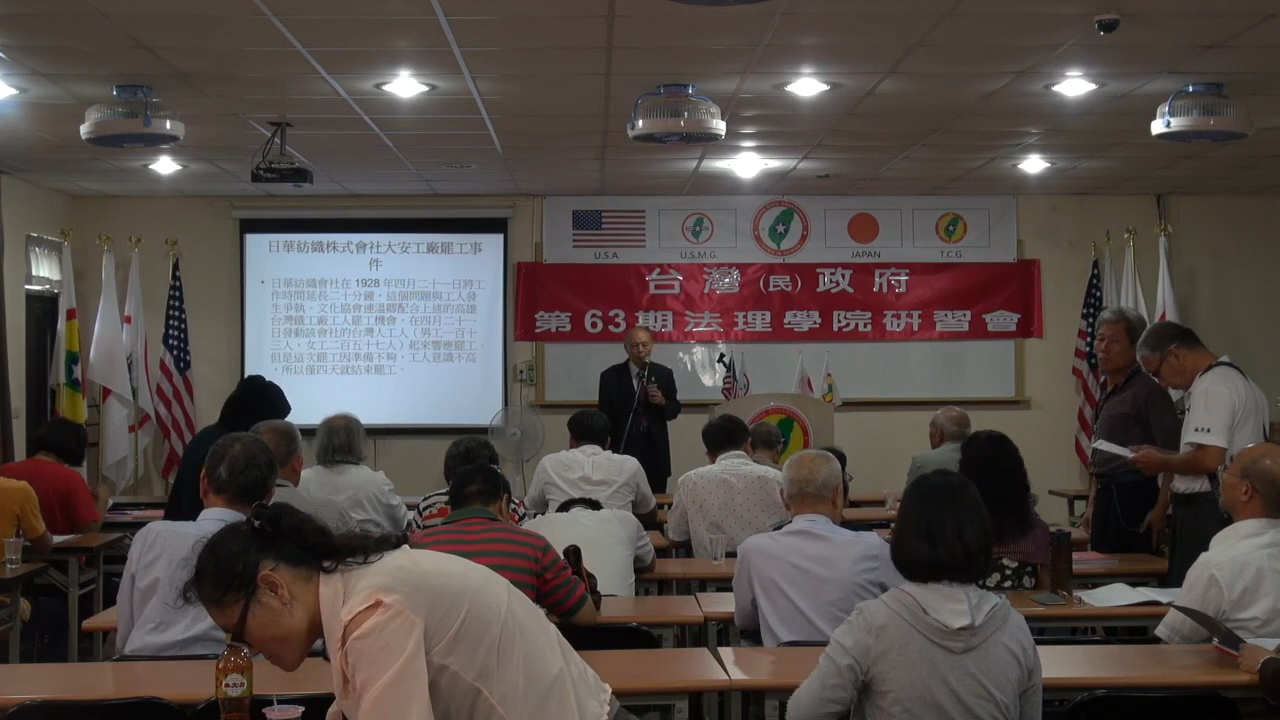 日華紡織株式會社大安工廠罷工事
件
• 日華紡織會社在 1928 年四月二十一日將工
作時間延長二十分鐘，這個問題與工人發
生爭執。文化協會連溫卿配合上述的高雄
台灣鐵工廠工人罷工機會，在四月二十二
日發動該會社的台灣人工人（男工一百十
三人，女工二百五十七人）起來響應罷工。
但是這次罷工因準備不夠，工人意識不高
，所以僅四天就結束罷工。
U.S.A. U.S.M.G. JAPAN T.C.G.
台灣(民)政府
第63期法理學院研習會